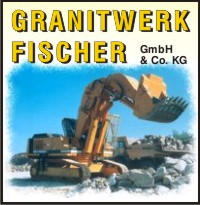 GRANITWERK
FISCHER
GmbH
& Co. KG